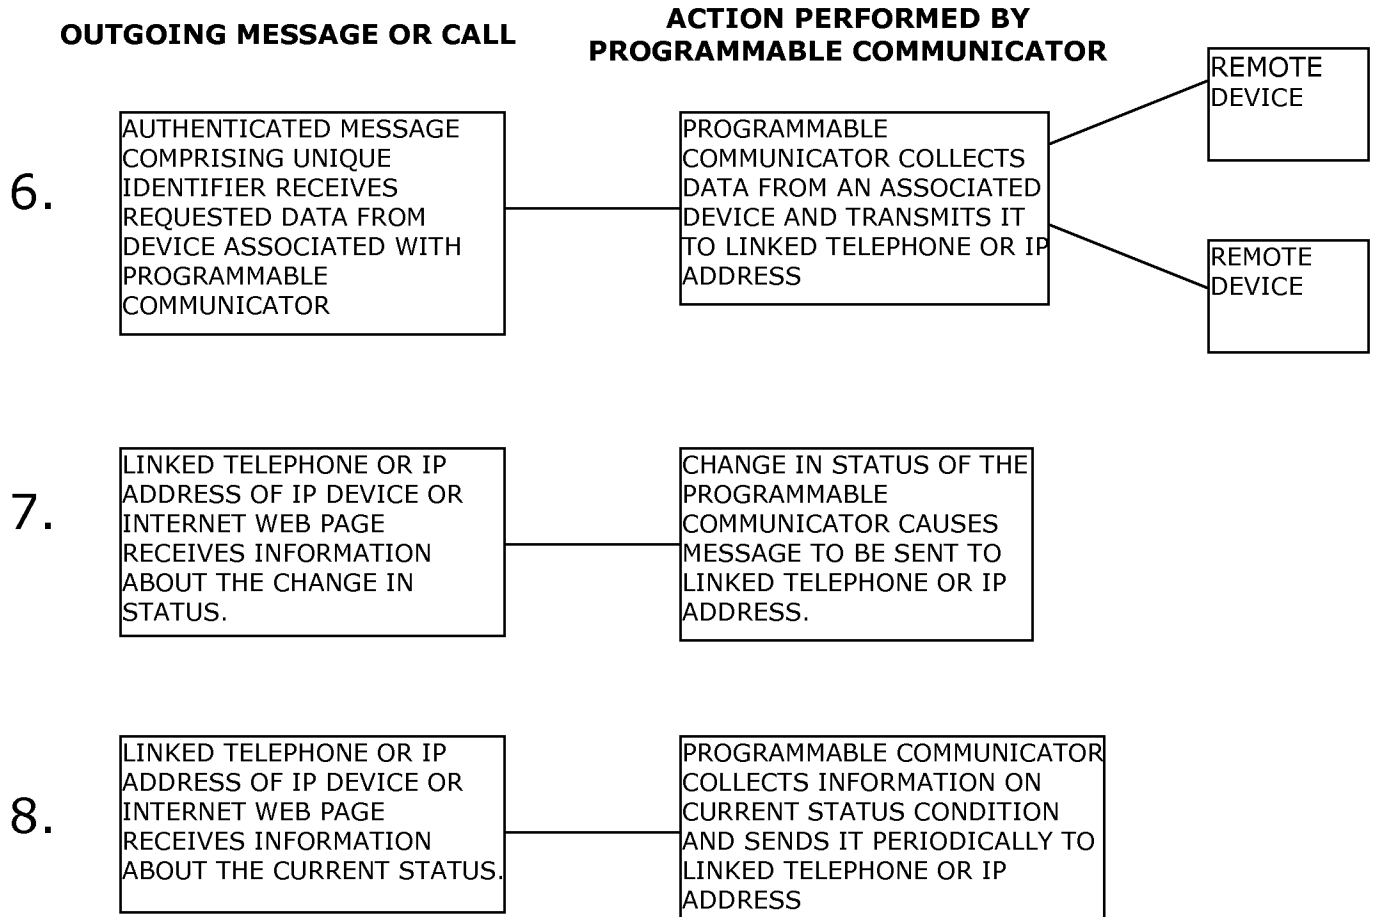 OUTGOING MESSAGE OR CALL
ACTION PERFORMED BY
PROGRAMMABLE COMMUNICATOR
6.
AUTHENTICATED MESSAGE
COMPRISING UNIQUE
IDENTIFIER RECEIVES
REQUESTED DATA FROM
DEVICE ASSOCIATED WITH
PROGRAMMABLE
COMMUNICATOR
PROGRAMMABLE
COMMUNICATOR COLLECTS
DATA FROM AN ASSOCIATED
DEVICE AND TRANSMITS IT
TO LINKED TELEPHONE OR IP
ADDRESS
REMOTE
DEVICE
REMOTE
DEVICE
7.
LINKED TELEPHONE OR IP
ADDRESS OF IP DEVICE OR
INTERNET WEB PAGE
RECEIVES INFORMATION
ABOUT THE CHANGE IN
STATUS.
CHANGE IN STATUS OF THE
PROGRAMMABLE
COMMUNICATOR CAUSES
MESSAGE TO BE SENT TO
LINKED TELEPHONE OR IP
ADDRESS.
8.
LINKED TELEPHONE OR IP
ADDRESS OF IP DEVICE OR
INTERNET WEB PAGE
RECEIVES INFORMATION
ABOUT THE CURRENT STATUS.
PROGRAMMABLE COMMUNICATOR
COLLECTS INFORMATION ON
CURRENT STATUS CONDITION
AND SENDS IT PERIODICALLY TO
LINKED TELEPHONE OR IP
ADDRESS